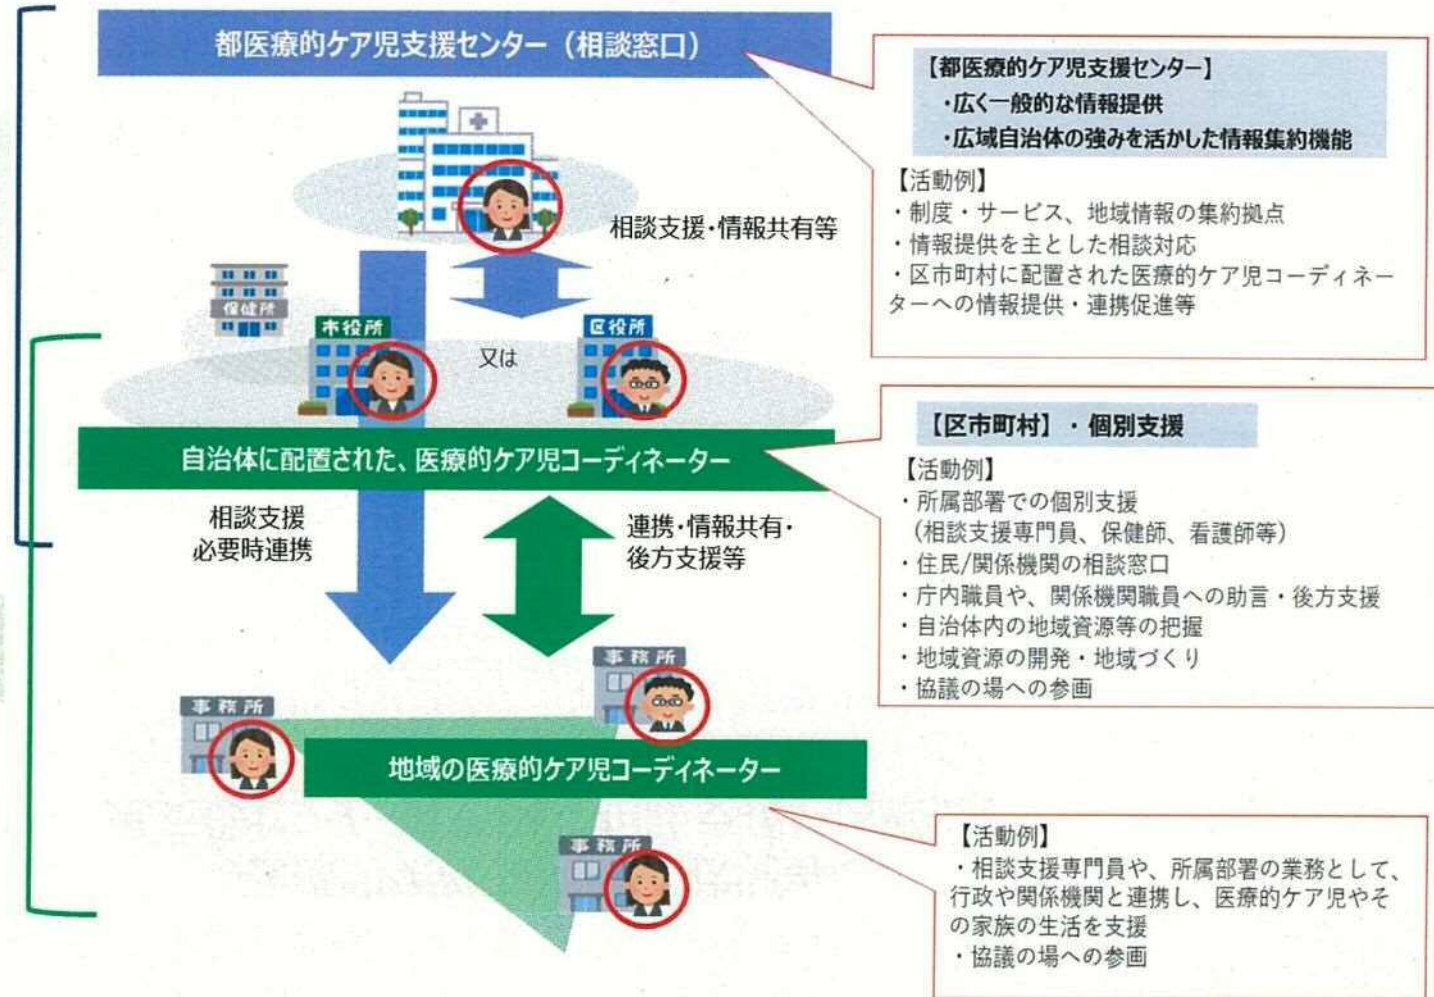 都医療的ケア児支援センター（相談窓口）
【都医療的ケア児支援センター】
・広く一般的な情報提供
・広域自治体の強みを活かした情報集約機能
【活動例】
・制度・サービス、地域情報の集約拠点
・情報提供を主とした相談対応
・区市町村に配置された医療的ケア児コーディネー
ターへの情報提供・連携促進等
相談支援・情報共有等
保健所
市役所
又は
区役所
自治体に配置された、医療的ケア児コーディネーター
【区市町村】・個別支援
【活動例】
・所属部署での個別支援
（相談支援専門員、保健師、看護師等）
・住民/関係機関の相談窓口
・庁内職員や、関係機関職員への助言・後方支援
・自治体内の地域資源等の把握
・地域資源の開発・地域づくり
・協議の場への参画
相談支援
必要時連携
連携・情報共有・
後方支援等
事務所
事務所
地域の医療的ケア児コーディネーター
事務所
【活動例】
・相談支援専門員や、所属部署の業務として、
行政や関係機関と連携し、医療的ケア児やそ
の家族の生活を支援
・協議の場への参画